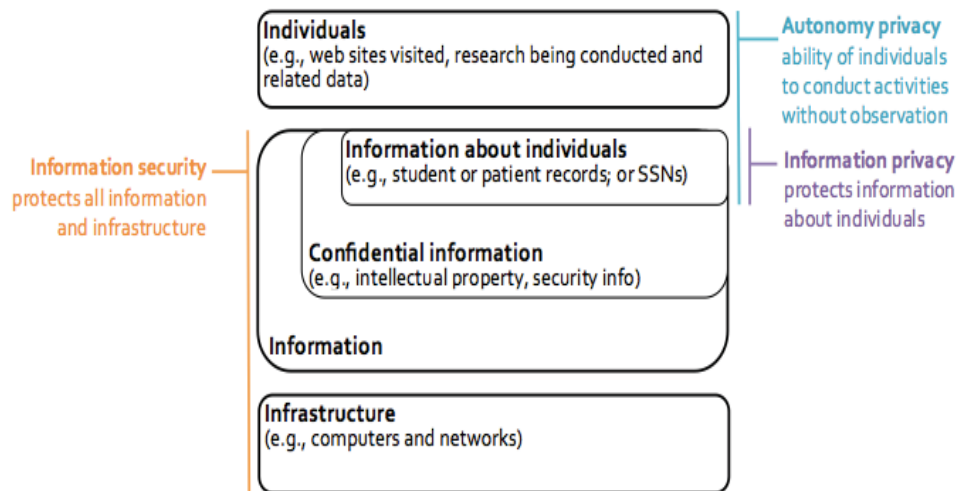 Individuals
(e.g., web sites visited, research being conducted and
related data)
Autonomy privacy
ability of individuals
to conduct activities
without observation
Information security
protects all information
and infrastructure
Information about individuals
(e.g., student or patient records; or SSNs)
Information privacy
protects information
about individuals
Confidential information
(e.g., intellectual property, security info)
Information
Infrastructure
(e.g., computers and networks)